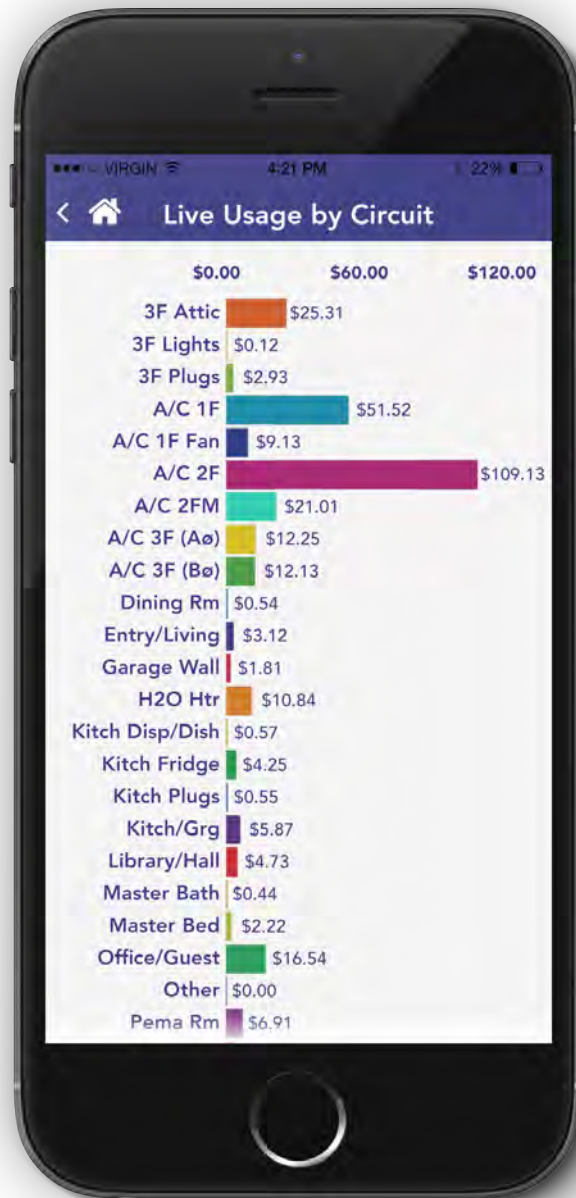 VIRGIN 4:21 PM 22%
Live Usage by Circuit
$0.00 $60.00 $120.00
3F Attic $25.31
3F Lights $0.12
3F Plugs $2.93
A/C 1F $51.52
A/C 1F Fan $9.13
A/C 2F $109.13
A/C 2FM $21.01
A/C 3F (Aø) $12.25
A/C 3F (Bø) $12.13
Dining Rm $0.54
Entry/Living $3.12
Garage Wall $1.81
H2O Htr $10.84
Kitch Disp/Dish $0.57
Kitch Fridge $4.25
Kitch Plugs $0.55
Kitch/Grg $5.87
Library/Hall $4.73
Master Bath $0.44
Master Bed $2.22
Office/Guest $16.54
Other $0.00
Pema Rm $6.91